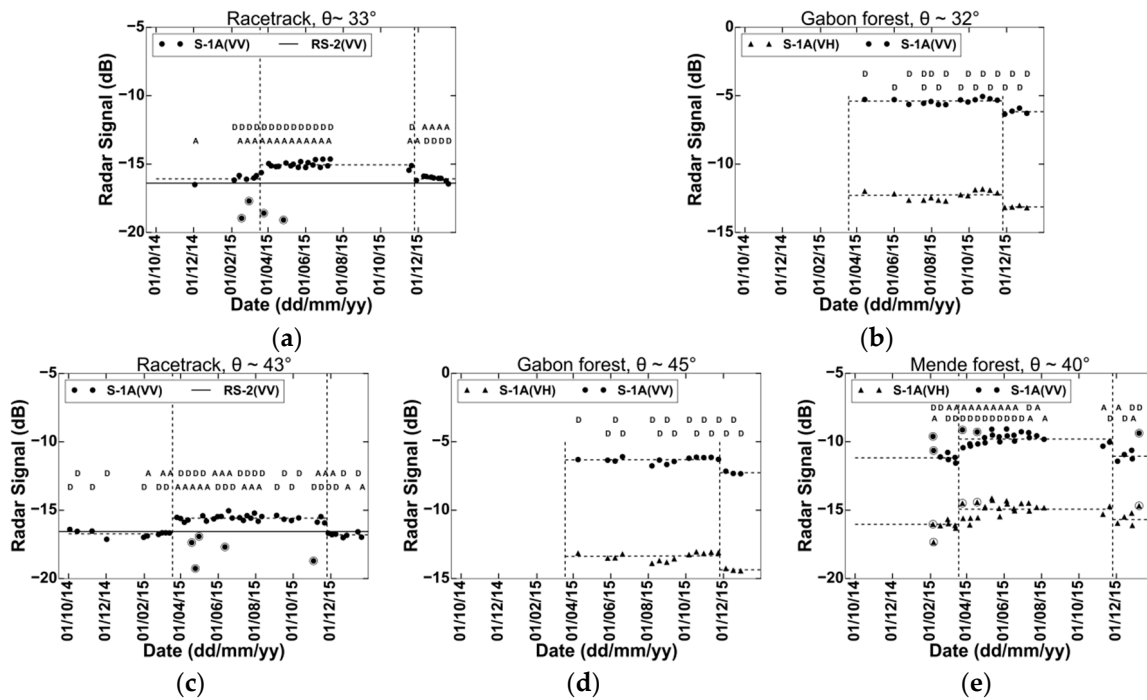 Racetrack, θ~ 33°
S-1A(VV) RS-2(VV)
Radar Signal (dB)
−5
−10
−15
−20
01/10/14
01/12/14
01/02/15
01/04/15
01/06/15
01/08/15
01/10/15
01/12/15
Date (dd/mm/yy)
(a)
Gabon forest, θ ~ 32°
S-1A(VH) S-1A(VV)
Radar Signal (dB)
0
−5
−10
−15
01/10/14
01/12/14
01/02/15
01/04/15
01/06/15
01/08/15
01/10/15
01/12/15
Date (dd/mm/yy)
(b)
Racetrack, θ ~ 43°
S-1A(VV) RS-2(VV)
Radar Signal (dB)
−5
−10
−15
−20
01/10/14
01/12/14
01/02/15
01/04/15
01/06/15
01/08/15
01/10/15
01/12/15
Date (dd/mm/yy)
(c)
Gabon forest, θ ~ 45°
S-1A(VH) S-1A(VV)
Radar Signal (dB)
0
−5
−10
−15
01/10/14
01/12/14
01/02/15
01/04/15
01/06/15
01/08/15
01/10/15
01/12/15
Date (dd/mm/yy)
(d)
Mende forest, θ ~ 40°
S-1A(VH) S-1A(VV)
Radar Signal (dB)
−5
−10
−15
−20
01/10/14
01/12/14
01/02/15
01/04/15
01/06/15
01/08/15
01/10/15
01/12/15
Date (dd/mm/yy)
(e)